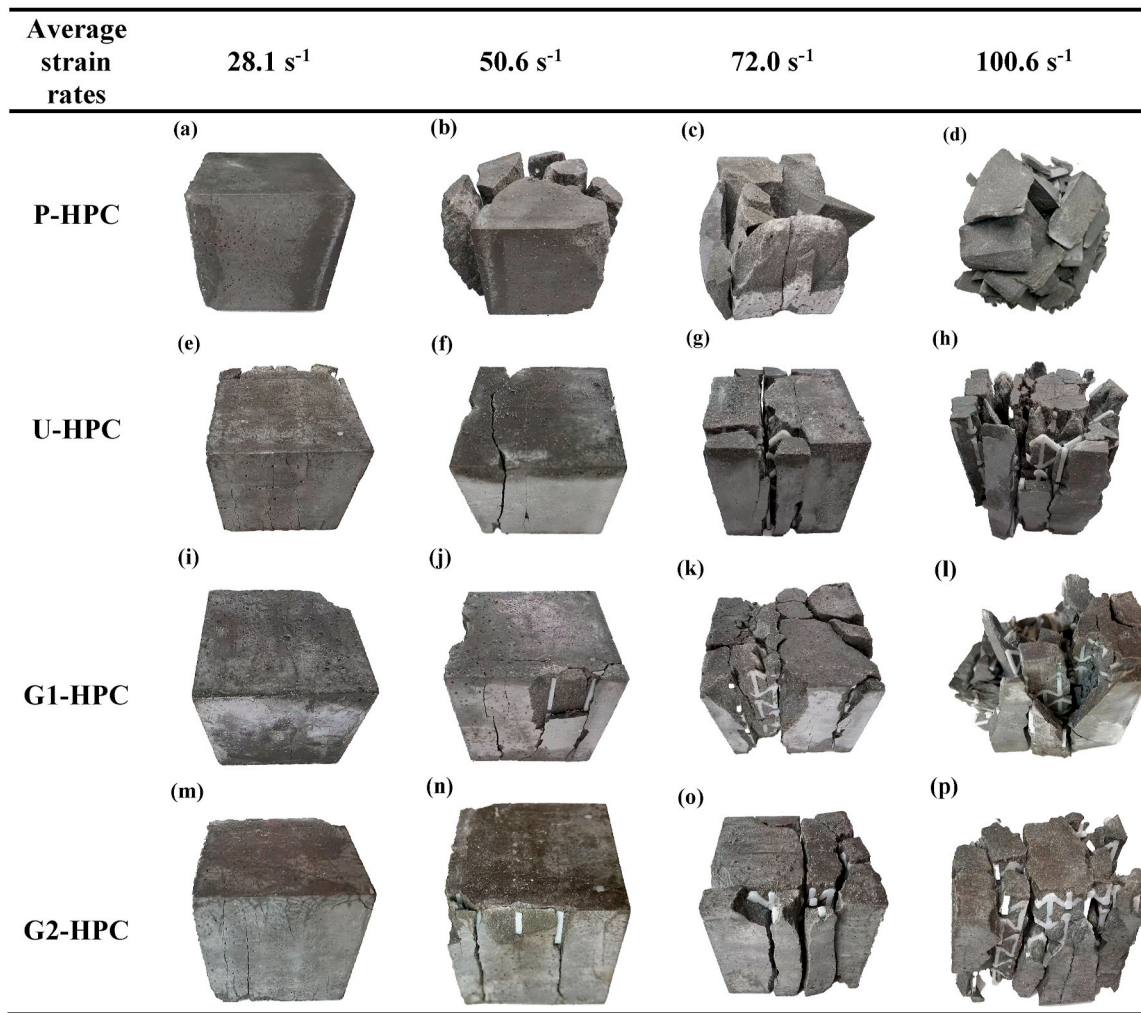 Average
strain
rates
28.1 s⁻¹
50.6 s⁻¹
72.0 s⁻¹
100.6 s⁻¹
(a)
(b)
(c)
(d)
P-HPC
(e)
(f)
(g)
(h)
U-HPC
(i)
(j)
(k)
(l)
G1-HPC
(m)
(n)
(o)
(p)
G2-HPC